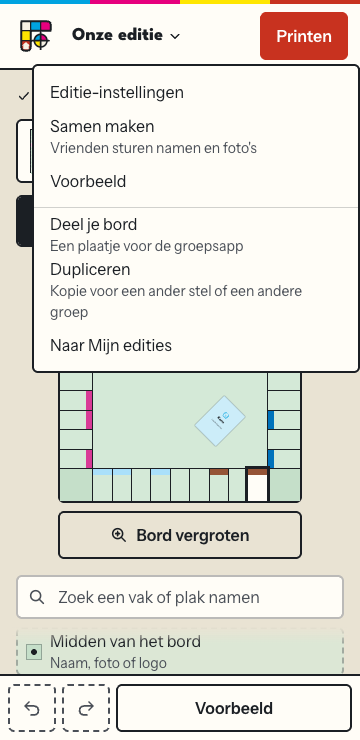 Onze editie
Printen
Editie-instellingen
Samen maken
Vrienden sturen namen en foto's
Voorbeeld
Deel je bord
Een plaatje voor de groepsapp
Dupliceren
Kopie voor een ander stel of een andere
groep
Naar Mijn edities
Bord vergroten
Zoek een vak of plak namen
Midden van het bord
Naam, foto of logo
Voorbeeld